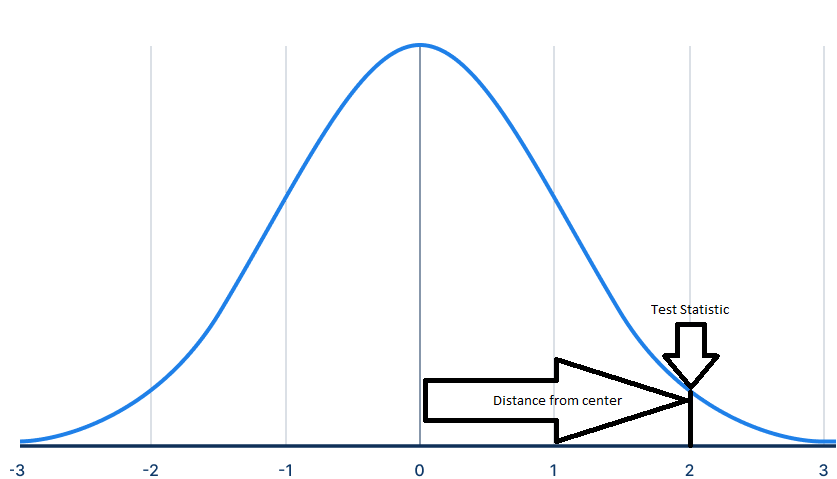 Test Statistic
Distance from center
-3 -2 -1 0 1 2 3